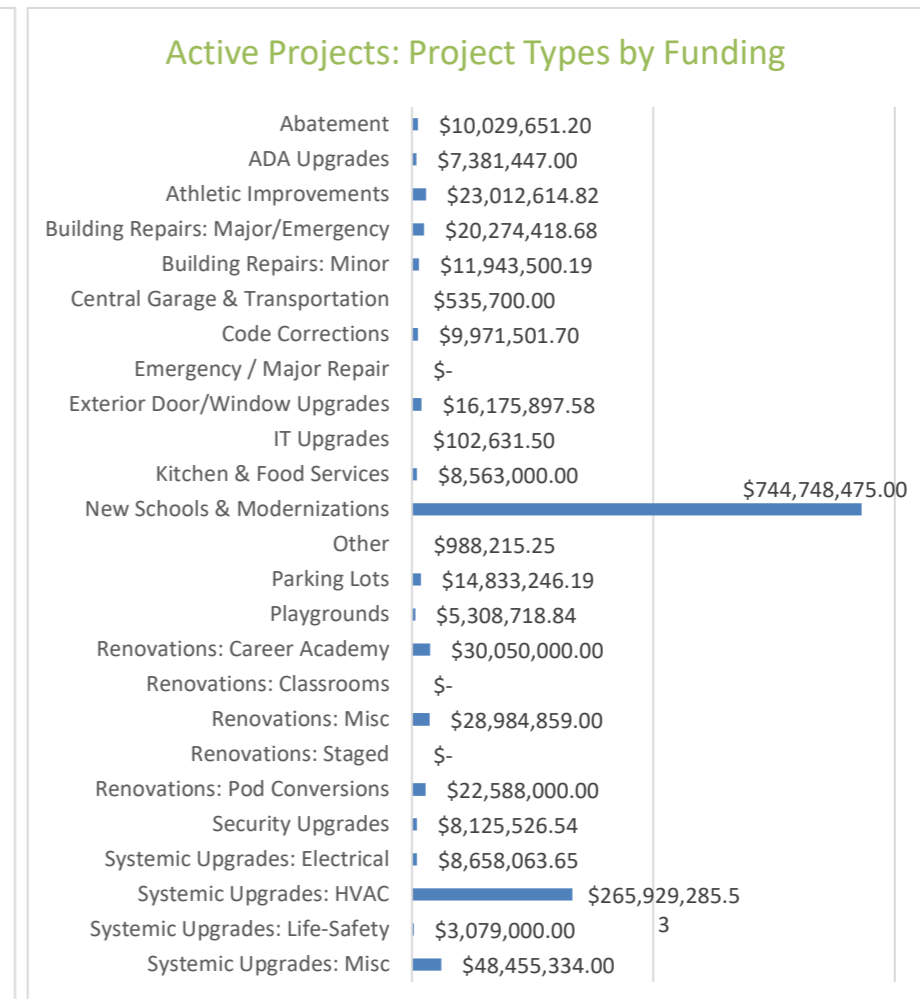 Active Projects: Project Types by Funding
Abatement $10,029,651.20
ADA Upgrades $7,381,447.00
Athletic Improvements $23,012,614.82
Building Repairs: Major/Emergency $20,274,418.68
Building Repairs: Minor $11,943,500.19
Central Garage & Transportation $535,700.00
Code Corrections $9,971,501.70
Emergency / Major Repair $-
Exterior Door/Window Upgrades $16,175,897.58
IT Upgrades $102,631.50
Kitchen & Food Services $8,563,000.00
New Schools & Modernizations $744,748,475.00
Other $988,215.25
Parking Lots $14,833,246.19
Playgrounds $5,308,718.84
Renovations: Career Academy $30,050,000.00
Renovations: Classrooms $-
Renovations: Misc $28,984,859.00
Renovations: Staged $-
Renovations: Pod Conversions $22,588,000.00
Security Upgrades $8,125,526.54
Systemic Upgrades: Electrical $8,658,063.65
Systemic Upgrades: HVAC $265,929,285.5
3
Systemic Upgrades: Life-Safety $3,079,000.00
Systemic Upgrades: Misc $48,455,334.00